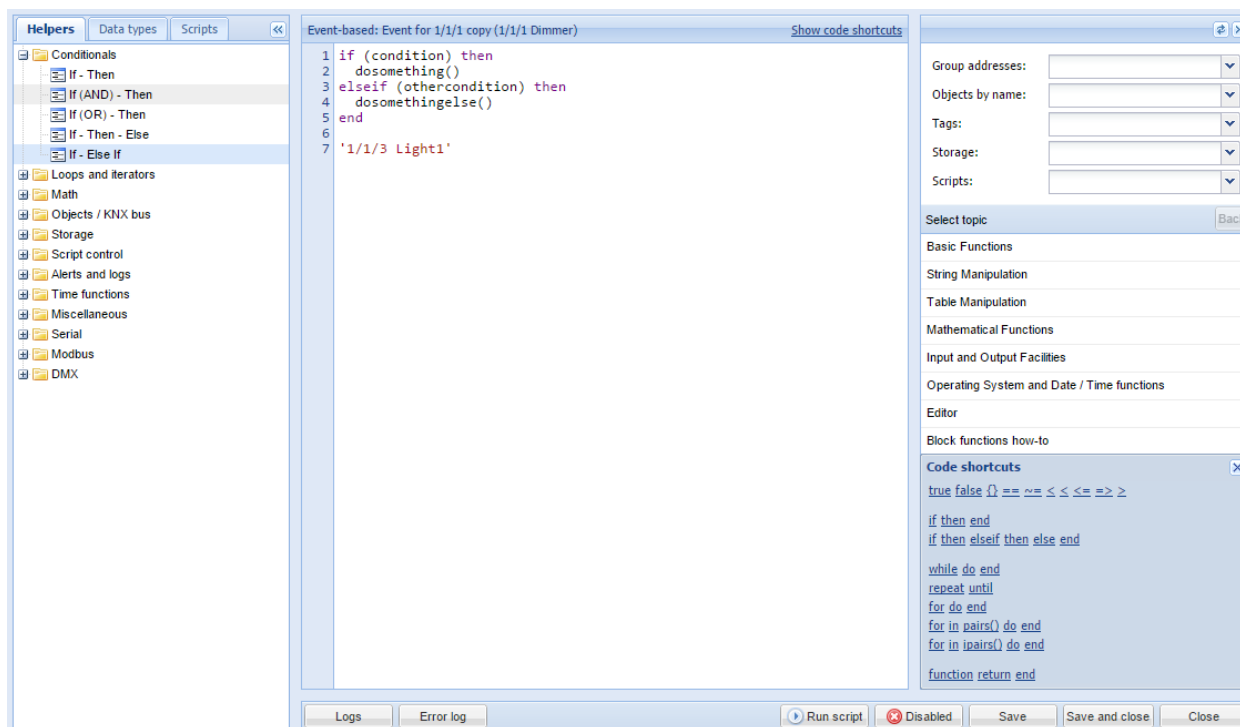 Helpers
Data types
Scripts
Conditionals
If - Then
If (AND) - Then
If (OR) - Then
If - Then - Else
If - Else If
Loops and iterators
Math
Objects / KNX bus
Storage
Script control
Alerts and logs
Time functions
Miscellaneous
Serial
Modbus
DMX
Event-based: Event for 1/1/1 copy (1/1/1 Dimmer)
Show code shortcuts
1 if (condition) then
2 dosomething()
3 elseif (othercondition) then
4 dosomethingelse()
5 end
6
7 '1/1/3 Light1'
Group addresses:
Objects by name:
Tags:
Storage:
Scripts:
Select topic
Back
Basic Functions
String Manipulation
Table Manipulation
Mathematical Functions
Input and Output Facilities
Operating System and Date / Time functions
Editor
Block functions how-to
Code shortcuts
true false {} == ~= < < <= => >
if then end
if then elseif then else end
while do end
repeat until
for do end
for in pairs() do end
for in ipairs() do end
function return end
Logs
Error log
Run script
Disabled
Save
Save and close
Close